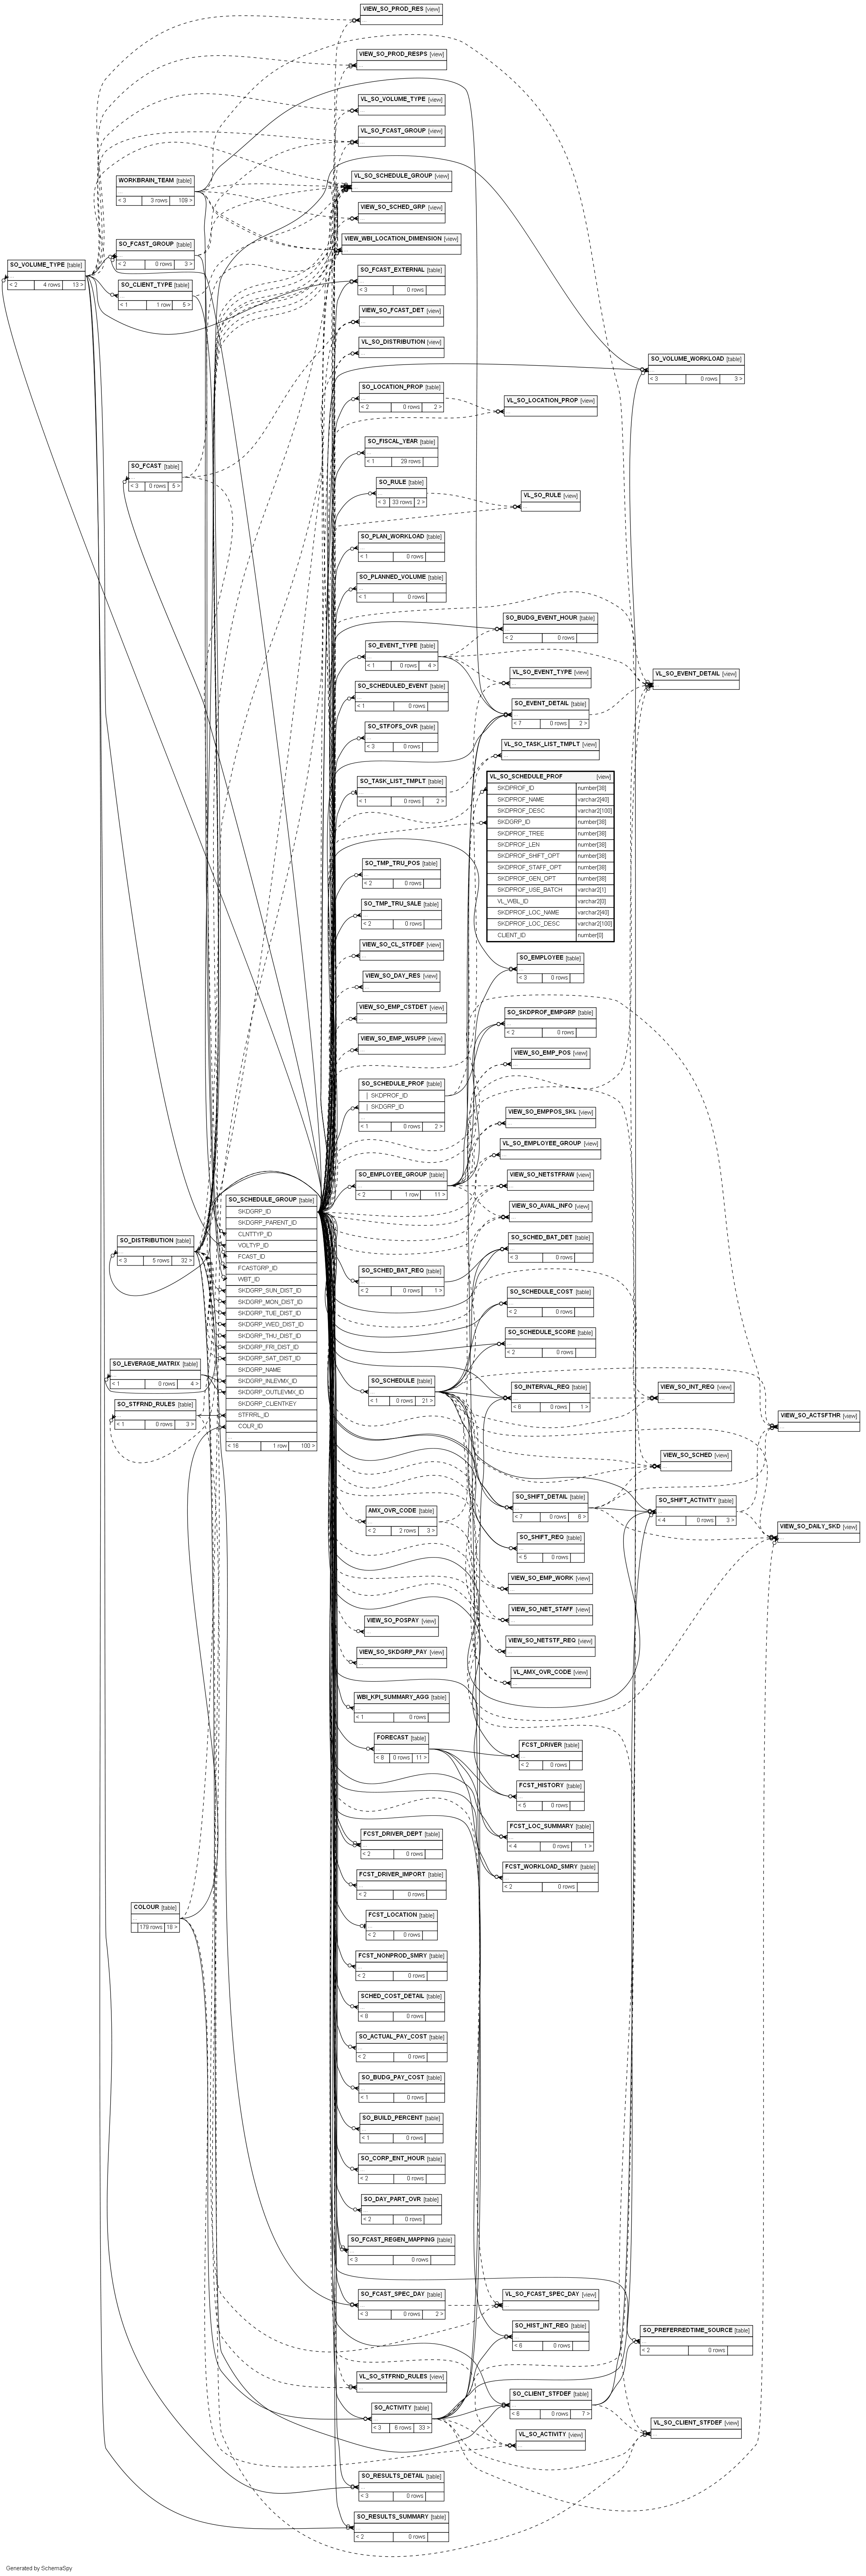 VIEW_SO_PROD_RES [view]
...
VIEW_SO_PROD_RESPS [view]
...
VL_SO_VOLUME_TYPE [view]
...
VL_SO_FCAST_GROUP [view]
...
WORKBRAIN_TEAM [table]
...
< 3 3 rows 109 >
VL_SO_SCHEDULE_GROUP [view]
...
VIEW_SO_SCHED_GRP [view]
...
VIEW_WBI_LOCATION_DIMENSION [view]
...
SO_FCAST_GROUP [table]
...
< 2 0 rows 3 >
SO_VOLUME_TYPE [table]
...
< 2 4 rows 13 >
SO_CLIENT_TYPE [table]
...
< 1 1 row 5 >
SO_FCAST_EXTERNAL [table]
...
< 3 0 rows
VIEW_SO_FCAST_DET [view]
...
VL_SO_DISTRIBUTION [view]
...
SO_VOLUME_WORKLOAD [table]
...
< 3 0 rows 3 >
SO_LOCATION_PROP [table]
...
< 2 0 rows 2 >
VL_SO_LOCATION_PROP [view]
...
SO_FISCAL_YEAR [table]
...
< 1 29 rows
SO_FCAST [table]
...
< 3 0 rows 5 >
SO_RULE [table]
...
< 3 33 rows 2 >
VL_SO_RULE [view]
...
SO_PLAN_WORKLOAD [table]
...
< 1 0 rows
SO_PLANNED_VOLUME [table]
...
< 1 0 rows
SO_BUDG_EVENT_HOUR [table]
...
< 2 0 rows
SO_EVENT_TYPE [table]
...
< 1 0 rows 4 >
VL_SO_EVENT_TYPE [view]
...
VL_SO_EVENT_DETAIL [view]
...
SO_SCHEDULED_EVENT [table]
...
< 1 0 rows
SO_EVENT_DETAIL [table]
...
< 7 0 rows 2 >
SO_STFOFS_OVR [table]
...
< 3 0 rows
VL_SO_TASK_LIST_TMPLT [view]
...
SO_TASK_LIST_TMPLT [table]
...
< 1 0 rows 2 >
VL_SO_SCHEDULE_PROF [view]
SKDPROF_ID number[38]
SKDPROF_NAME varchar2[40]
SKDPROF_DESC varchar2[100]
SKDGRP_ID number[38]
SKDPROF_TREE number[38]
SKDPROF_LEN number[38]
SKDPROF_SHIFT_OPT number[38]
SKDPROF_STAFF_OPT number[38]
SKDPROF_GEN_OPT number[38]
SKDPROF_USE_BATCH varchar2[1]
VL_WBL_ID varchar2[0]
SKDPROF_LOC_NAME varchar2[40]
SKDPROF_LOC_DESC varchar2[100]
CLIENT_ID number[0]
SO_TMP_TRU_POS [table]
...
< 2 0 rows
SO_TMP_TRU_SALE [table]
...
< 2 0 rows
VIEW_SO_CL_STFDEF [view]
...
SO_EMPLOYEE [table]
...
< 3 0 rows
VIEW_SO_DAY_RES [view]
...
VIEW_SO_EMP_CSTDET [view]
...
SO_SKDPROF_EMPGRP [table]
...
< 2 0 rows
VIEW_SO_EMP_WSUPP [view]
...
VIEW_SO_EMP_POS [view]
...
SO_SCHEDULE_PROF [table]
SKDPROF_ID
SKDGRP_ID
...
< 1 0 rows 2 >
VIEW_SO_EMPPOS_SKL [view]
...
VL_SO_EMPLOYEE_GROUP [view]
...
SO_EMPLOYEE_GROUP [table]
...
< 2 1 row 11 >
VIEW_SO_NETSTFRAW [view]
...
VIEW_SO_AVAIL_INFO [view]
...
SO_SCHEDULE_GROUP [table]
SKDGRP_ID
SKDGRP_PARENT_ID
CLNTTYP_ID
VOLTYP_ID
FCAST_ID
FCASTGRP_ID
WBT_ID
SKDGRP_SUN_DIST_ID
SKDGRP_MON_DIST_ID
SKDGRP_TUE_DIST_ID
SKDGRP_WED_DIST_ID
SKDGRP_THU_DIST_ID
SKDGRP_FRI_DIST_ID
SKDGRP_SAT_DIST_ID
SKDGRP_NAME
SKDGRP_INLEVMX_ID
SKDGRP_OUTLEVMX_ID
SKDGRP_CLIENTKEY
STFRRL_ID
COLR_ID
...
< 16 1 row 100 >
SO_DISTRIBUTION [table]
...
< 3 5 rows 32 >
SO_SCHED_BAT_DET [table]
...
< 3 0 rows
SO_SCHED_BAT_REQ [table]
...
< 2 0 rows 1 >
SO_SCHEDULE_COST [table]
...
< 2 0 rows
SO_SCHEDULE_SCORE [table]
...
< 2 0 rows
SO_LEVERAGE_MATRIX [table]
...
< 1 0 rows 4 >
SO_STFRND_RULES [table]
...
< 1 0 rows 3 >
SO_SCHEDULE [table]
...
< 1 0 rows 21 >
SO_INTERVAL_REQ [table]
...
< 6 0 rows 1 >
VIEW_SO_INT_REQ [view]
...
VIEW_SO_ACTSFTHR [view]
...
VIEW_SO_SCHED [view]
...
SO_SHIFT_DETAIL [table]
...
< 7 0 rows 6 >
SO_SHIFT_ACTIVITY [table]
...
< 4 0 rows 3 >
AMX_OVR_CODE [table]
...
< 2 2 rows 3 >
VIEW_SO_DAILY_SKD [view]
...
SO_SHIFT_REQ [table]
...
< 5 0 rows
VIEW_SO_EMP_WORK [view]
...
VIEW_SO_NET_STAFF [view]
...
VIEW_SO_POSPAY [view]
...
VIEW_SO_NETSTF_REQ [view]
...
VIEW_SO_SKDGRP_PAY [view]
...
VL_AMX_OVR_CODE [view]
...
WBI_KPI_SUMMARY_AGG [table]
...
< 1 0 rows
FORECAST [table]
...
< 8 0 rows 11 >
FCST_DRIVER [table]
...
< 2 0 rows
FCST_HISTORY [table]
...
< 5 0 rows
FCST_LOC_SUMMARY [table]
...
< 4 0 rows 1 >
FCST_DRIVER_DEPT [table]
...
< 2 0 rows
FCST_WORKLOAD_SMRY [table]
...
< 2 0 rows
FCST_DRIVER_IMPORT [table]
...
< 2 0 rows
COLOUR [table]
...
179 rows 18 >
FCST_LOCATION [table]
...
< 2 0 rows
FCST_NONPROD_SMRY [table]
...
< 2 0 rows
SCHED_COST_DETAIL [table]
...
< 8 0 rows
SO_ACTUAL_PAY_COST [table]
...
< 2 0 rows
SO_BUDG_PAY_COST [table]
...
< 1 0 rows
SO_BUILD_PERCENT [table]
...
< 1 0 rows
SO_CORP_ENT_HOUR [table]
...
< 2 0 rows
SO_DAY_PART_OVR [table]
...
< 2 0 rows
SO_FCAST_REGEN_MAPPING [table]
...
< 3 0 rows
SO_FCAST_SPEC_DAY [table]
...
< 3 0 rows 2 >
VL_SO_FCAST_SPEC_DAY [view]
...
SO_HIST_INT_REQ [table]
...
< 6 0 rows
SO_PREFERREDTIME_SOURCE [table]
...
< 2 0 rows
VL_SO_STFRND_RULES [view]
...
SO_CLIENT_STFDEF [table]
...
< 6 0 rows 7 >
SO_ACTIVITY [table]
...
< 3 6 rows 33 >
VL_SO_CLIENT_STFDEF [view]
...
VL_SO_ACTIVITY [view]
...
SO_RESULTS_DETAIL [table]
...
< 3 0 rows
SO_RESULTS_SUMMARY [table]
...
< 2 0 rows
Generated by SchemaSpy